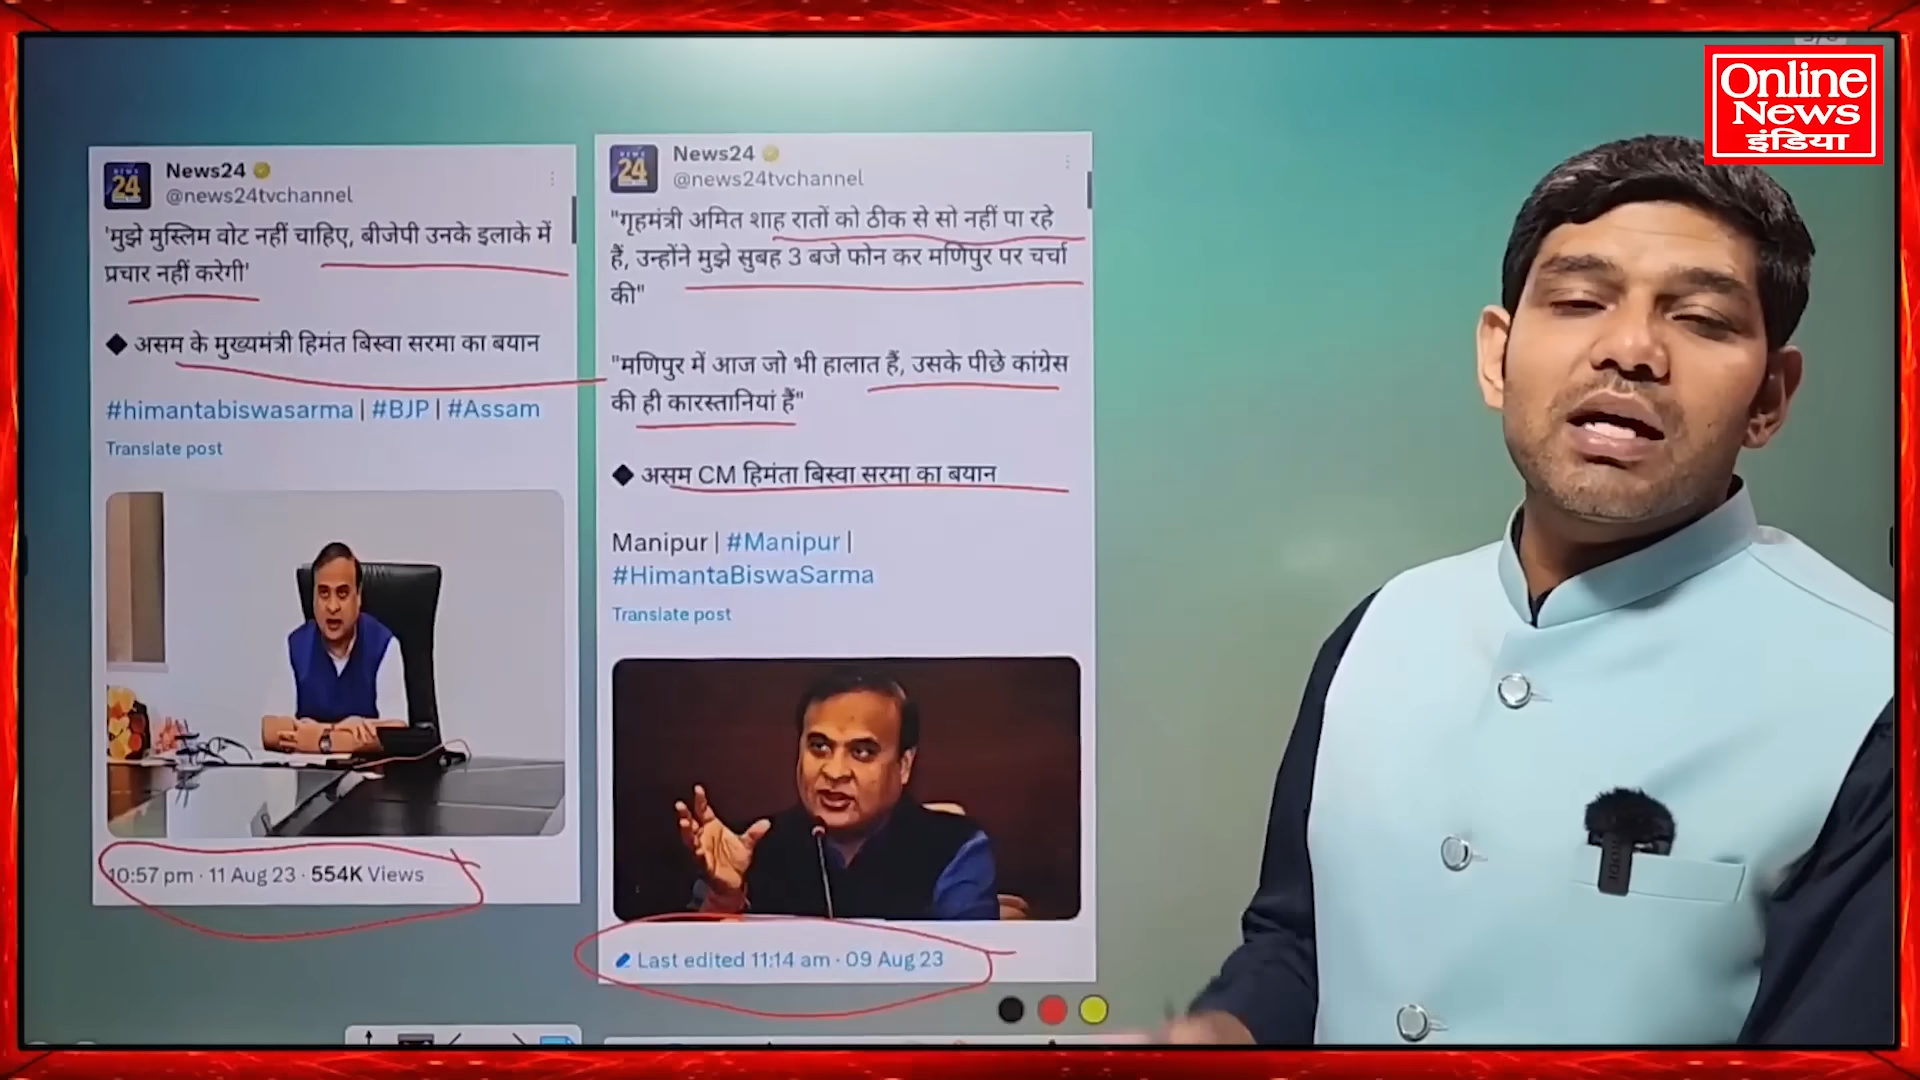 Online
News
इंडिया
News24
@news24tvchannel
'मुझे मुस्लिम वोट नहीं चाहिए, बीजेपी उनके इलाके में
प्रचार नहीं करेगी'
◆ असम के मुख्यमंत्री हिमंत बिस्वा सरमा का बयान
#himantabiswasarma | #BJP | #Assam
Translate post
10:57 pm · 11 Aug 23 · 554K Views
News24
@news24tvchannel
"गृहमंत्री अमित शाह रातों को ठीक से सो नहीं पा रहे
हैं, उन्होंने मुझे सुबह 3 बजे फोन कर मणिपुर पर चर्चा
की"
"मणिपुर में आज जो भी हालात हैं, उसके पीछे कांग्रेस
की ही कारस्तानियां हैं"
◆ असम CM हिमंता बिस्वा सरमा का बयान
Manipur | #Manipur |
#HimantaBiswaSarma
Translate post
Last edited 11:14 am · 09 Aug 23